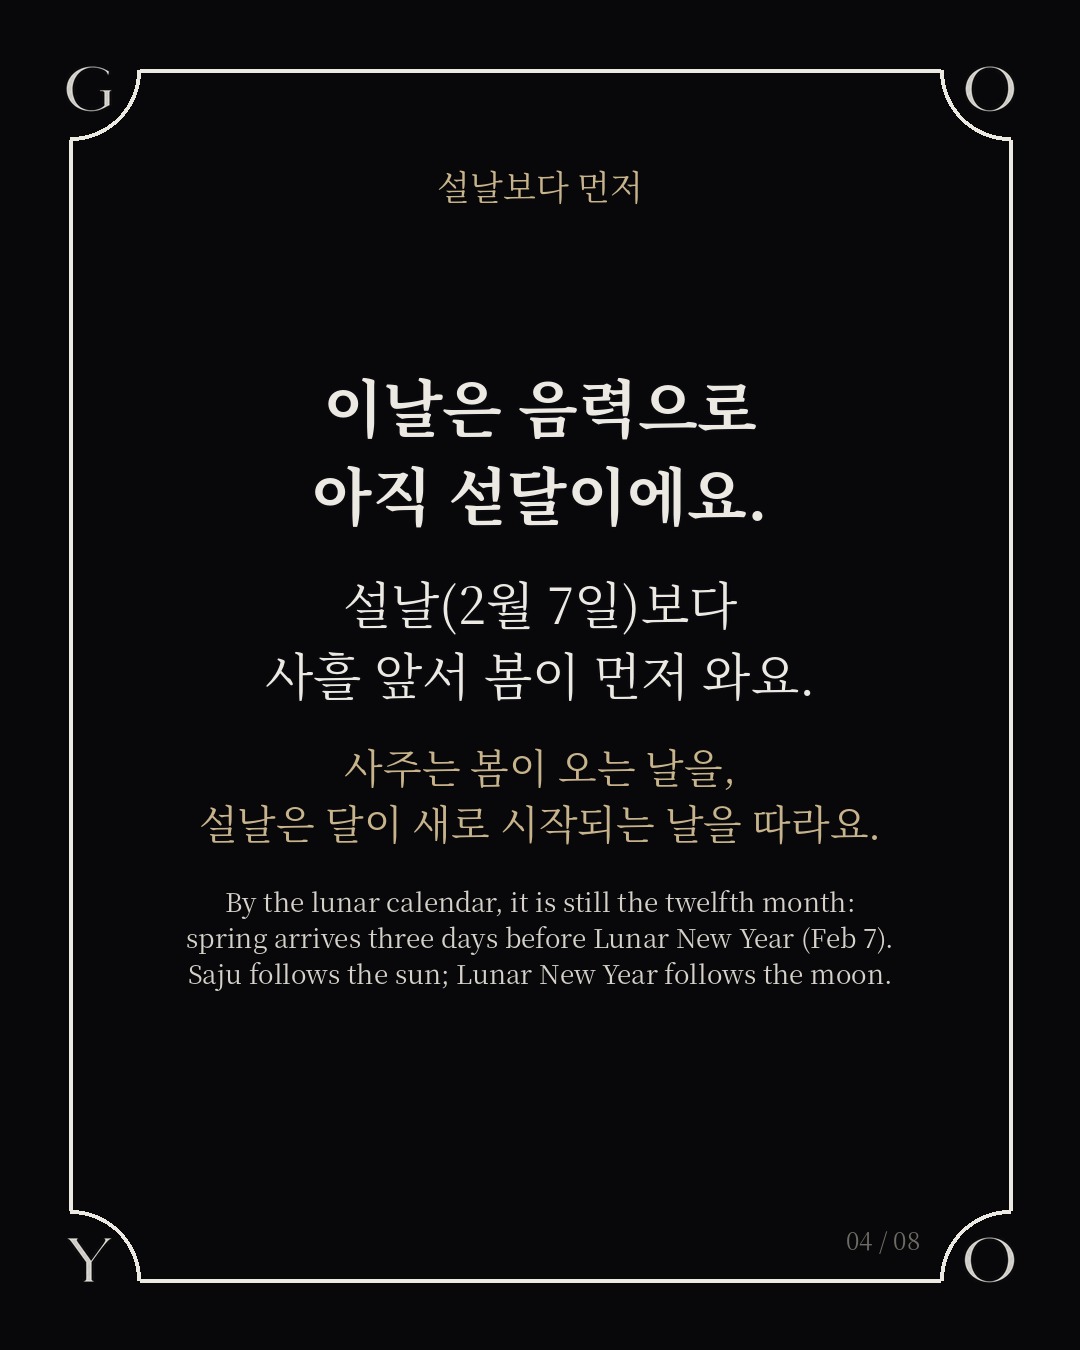 G O
설날보다 먼저
이날은 음력으로
아직 섣달이에요.
설날(2월 7일)보다
사흘 앞서 봄이 먼저 와요.
사주는 봄이 오는 날을,
설날은 달이 새로 시작되는 날을 따라요.
By the lunar calendar, it is still the twelfth month:
spring arrives three days before Lunar New Year (Feb 7).
Saju follows the sun; Lunar New Year follows the moon.
04 / 08
Y O